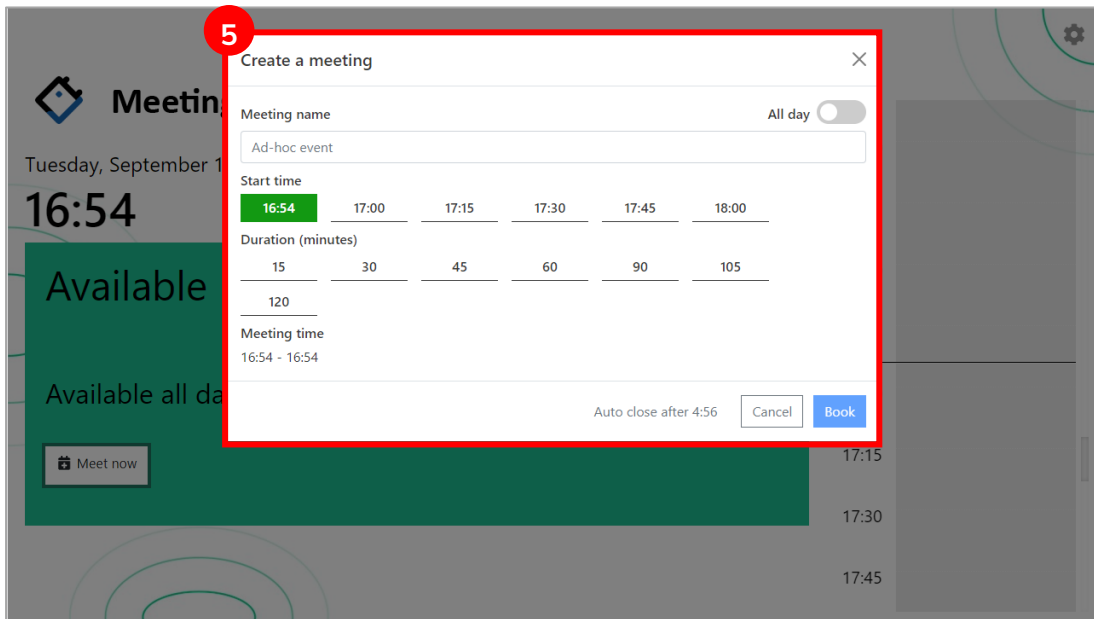 5
Create a meeting
Meeting
Meeting name
All day
Ad-hoc event
Tuesday, September 1
Start time
16:54
16:54 17:00 17:15 17:30 17:45 18:00
Duration (minutes)
15 30 45 60 90 105
120
Available
Meeting time
16:54 - 16:54
Available all da
Auto close after 4:56
Cancel
Book
Meet now
17:15
17:30
17:45